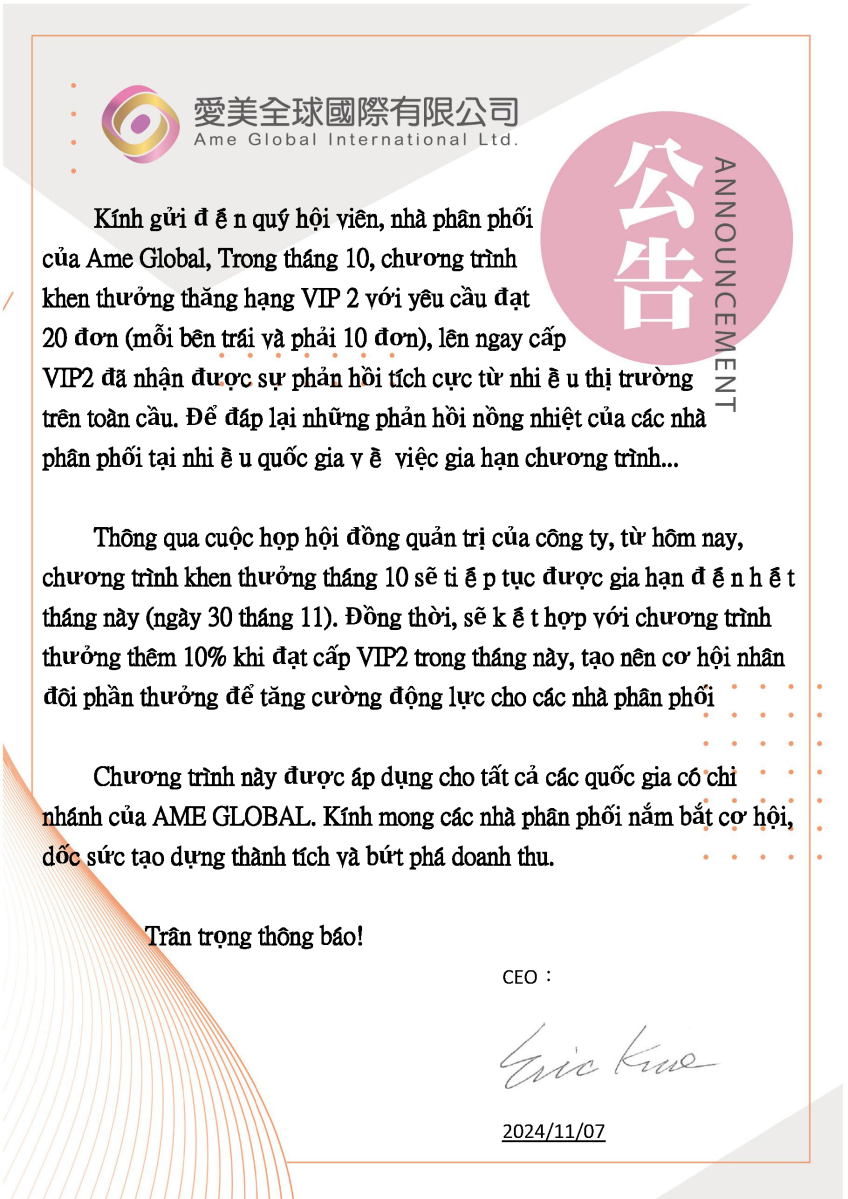 愛美全球國際有限公司
Ame Global International Ltd.
公告
ANNOUNCEMENT
Kính gửi đến quý hội viên, nhà phân phối
của Ame Global, Trong tháng 10, chương trình
khen thưởng thăng hạng VIP 2 với yêu cầu đạt
20 đơn (mỗi bên trái và phải 10 đơn), lên ngay cấp
VIP2 đã nhận được sự phản hồi tích cực từ nhiều thị trường
trên toàn cầu. Để đáp lại những phản hồi nồng nhiệt của các nhà
phân phối tại nhiều quốc gia về việc gia hạn chương trình...
Thông qua cuộc họp hội đồng quản trị của công ty, từ hôm nay,
chương trình khen thưởng tháng 10 sẽ tiếp tục được gia hạn đến hết
tháng này (ngày 30 tháng 11). Đồng thời, sẽ kết hợp với chương trình
thưởng thêm 10% khi đạt cấp VIP2 trong tháng này, tạo nên cơ hội nhân
đôi phần thưởng để tăng cường động lực cho các nhà phân phối
Chương trình này được áp dụng cho tất cả các quốc gia có chi
nhánh của AME GLOBAL. Kính mong các nhà phân phối nắm bắt cơ hội,
dốc sức tạo dựng thành tích và bứt phá doanh thu.
Trân trọng thông báo!
CEO：
2024/11/07